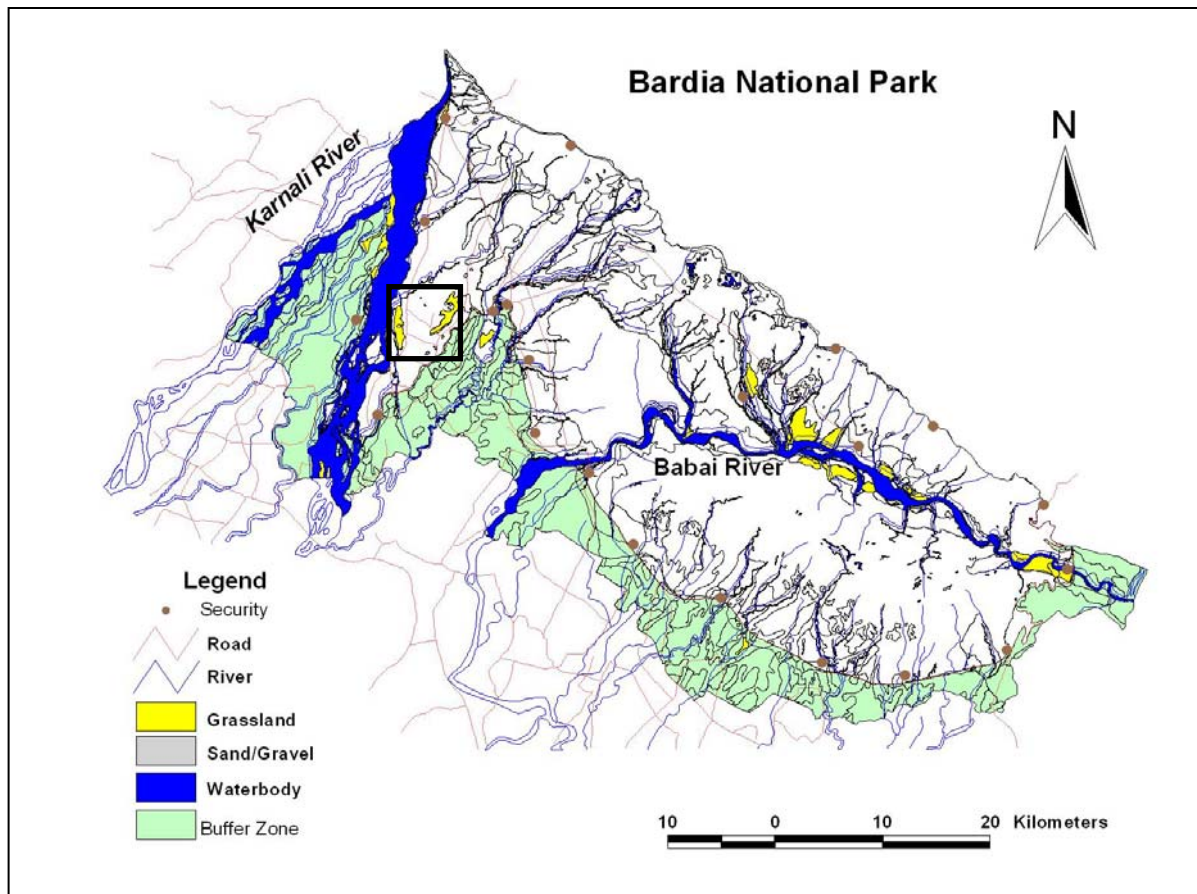 Bardia National Park
N
Karnali River
Babai River
Legend
Security
Road
River
Grassland
Sand/Gravel
Waterbody
Buffer Zone
10 0 10 20 Kilometers